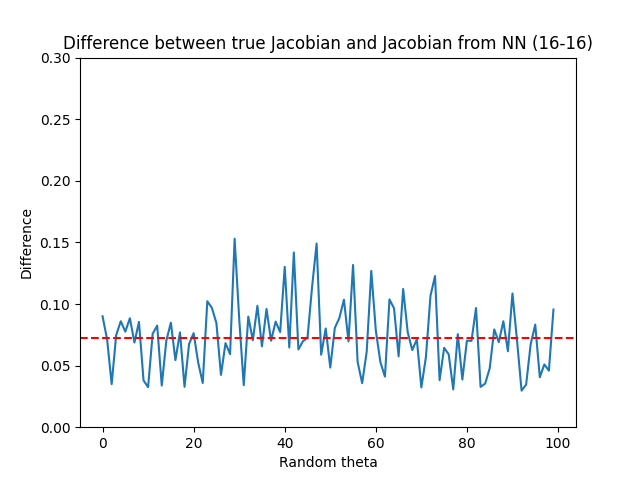 Difference between true Jacobian and Jacobian from NN (16-16)
0.30
0.25
0.20
0.15
0.10
0.05
0.00
Difference
0 20 40 60 80 100
Random theta